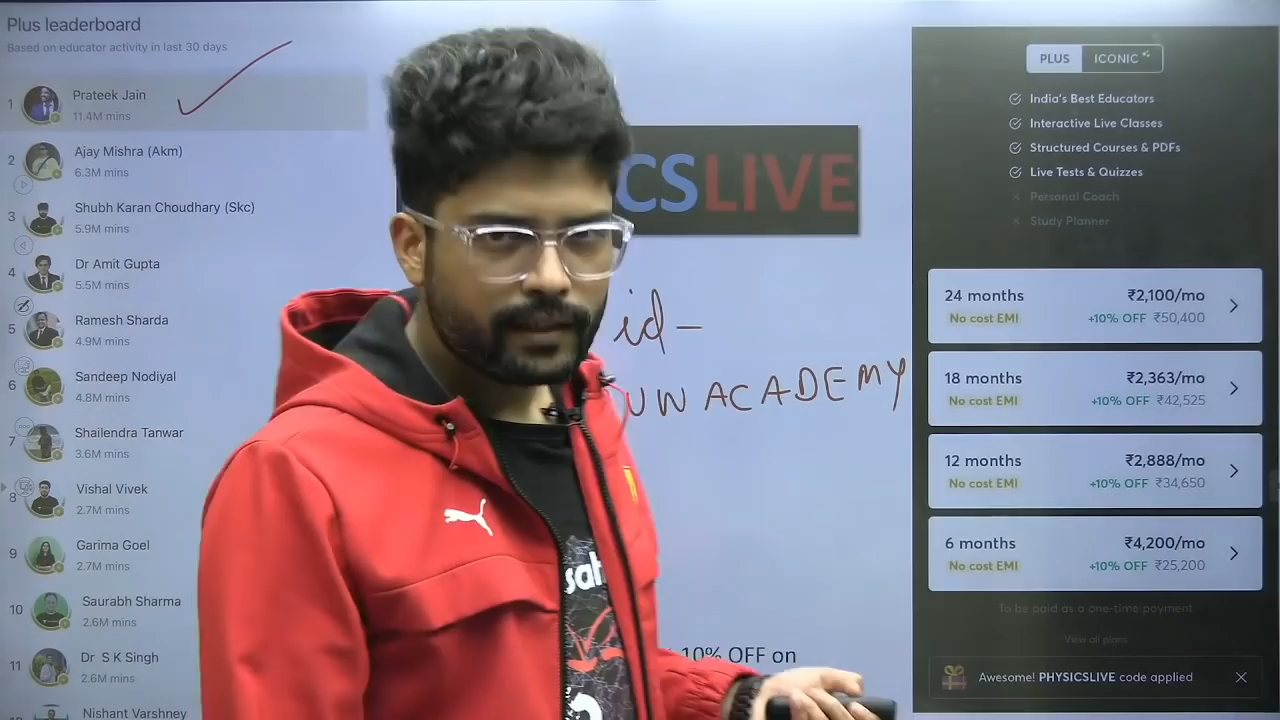 Plus leaderboard
Based on educator activity in last 30 days
1 Prateek Jain
11.4M mins
2 Ajay Mishra (Akm)
6.3M mins
3 Shubh Karan Choudhary (Skc)
5.9M mins
4 Dr Amit Gupta
5.5M mins
5 Ramesh Sharda
4.9M mins
6 Sandeep Nodiyal
4.8M mins
7 Shailendra Tanwar
3.6M mins
8 Vishal Vivek
2.7M mins
9 Garima Goel
2.7M mins
10 Saurabh Sharma
2.6M mins
11 Dr S K Singh
2.6M mins
Nishant Varshney
CSLIVE
id-
UNACADEMY
10% OFF on
sah
PLUS ICONIC
India's Best Educators
Interactive Live Classes
Structured Courses & PDFs
Live Tests & Quizzes
Personal Coach
Study Planner
24 months ₹2,100/mo
No cost EMI +10% OFF ₹50,400
18 months ₹2,363/mo
No cost EMI +10% OFF ₹42,525
12 months ₹2,888/mo
No cost EMI +10% OFF ₹34,650
6 months ₹4,200/mo
No cost EMI +10% OFF ₹25,200
To be paid as a one-time payment
View all plans
Awesome! PHYSICSLIVE code applied